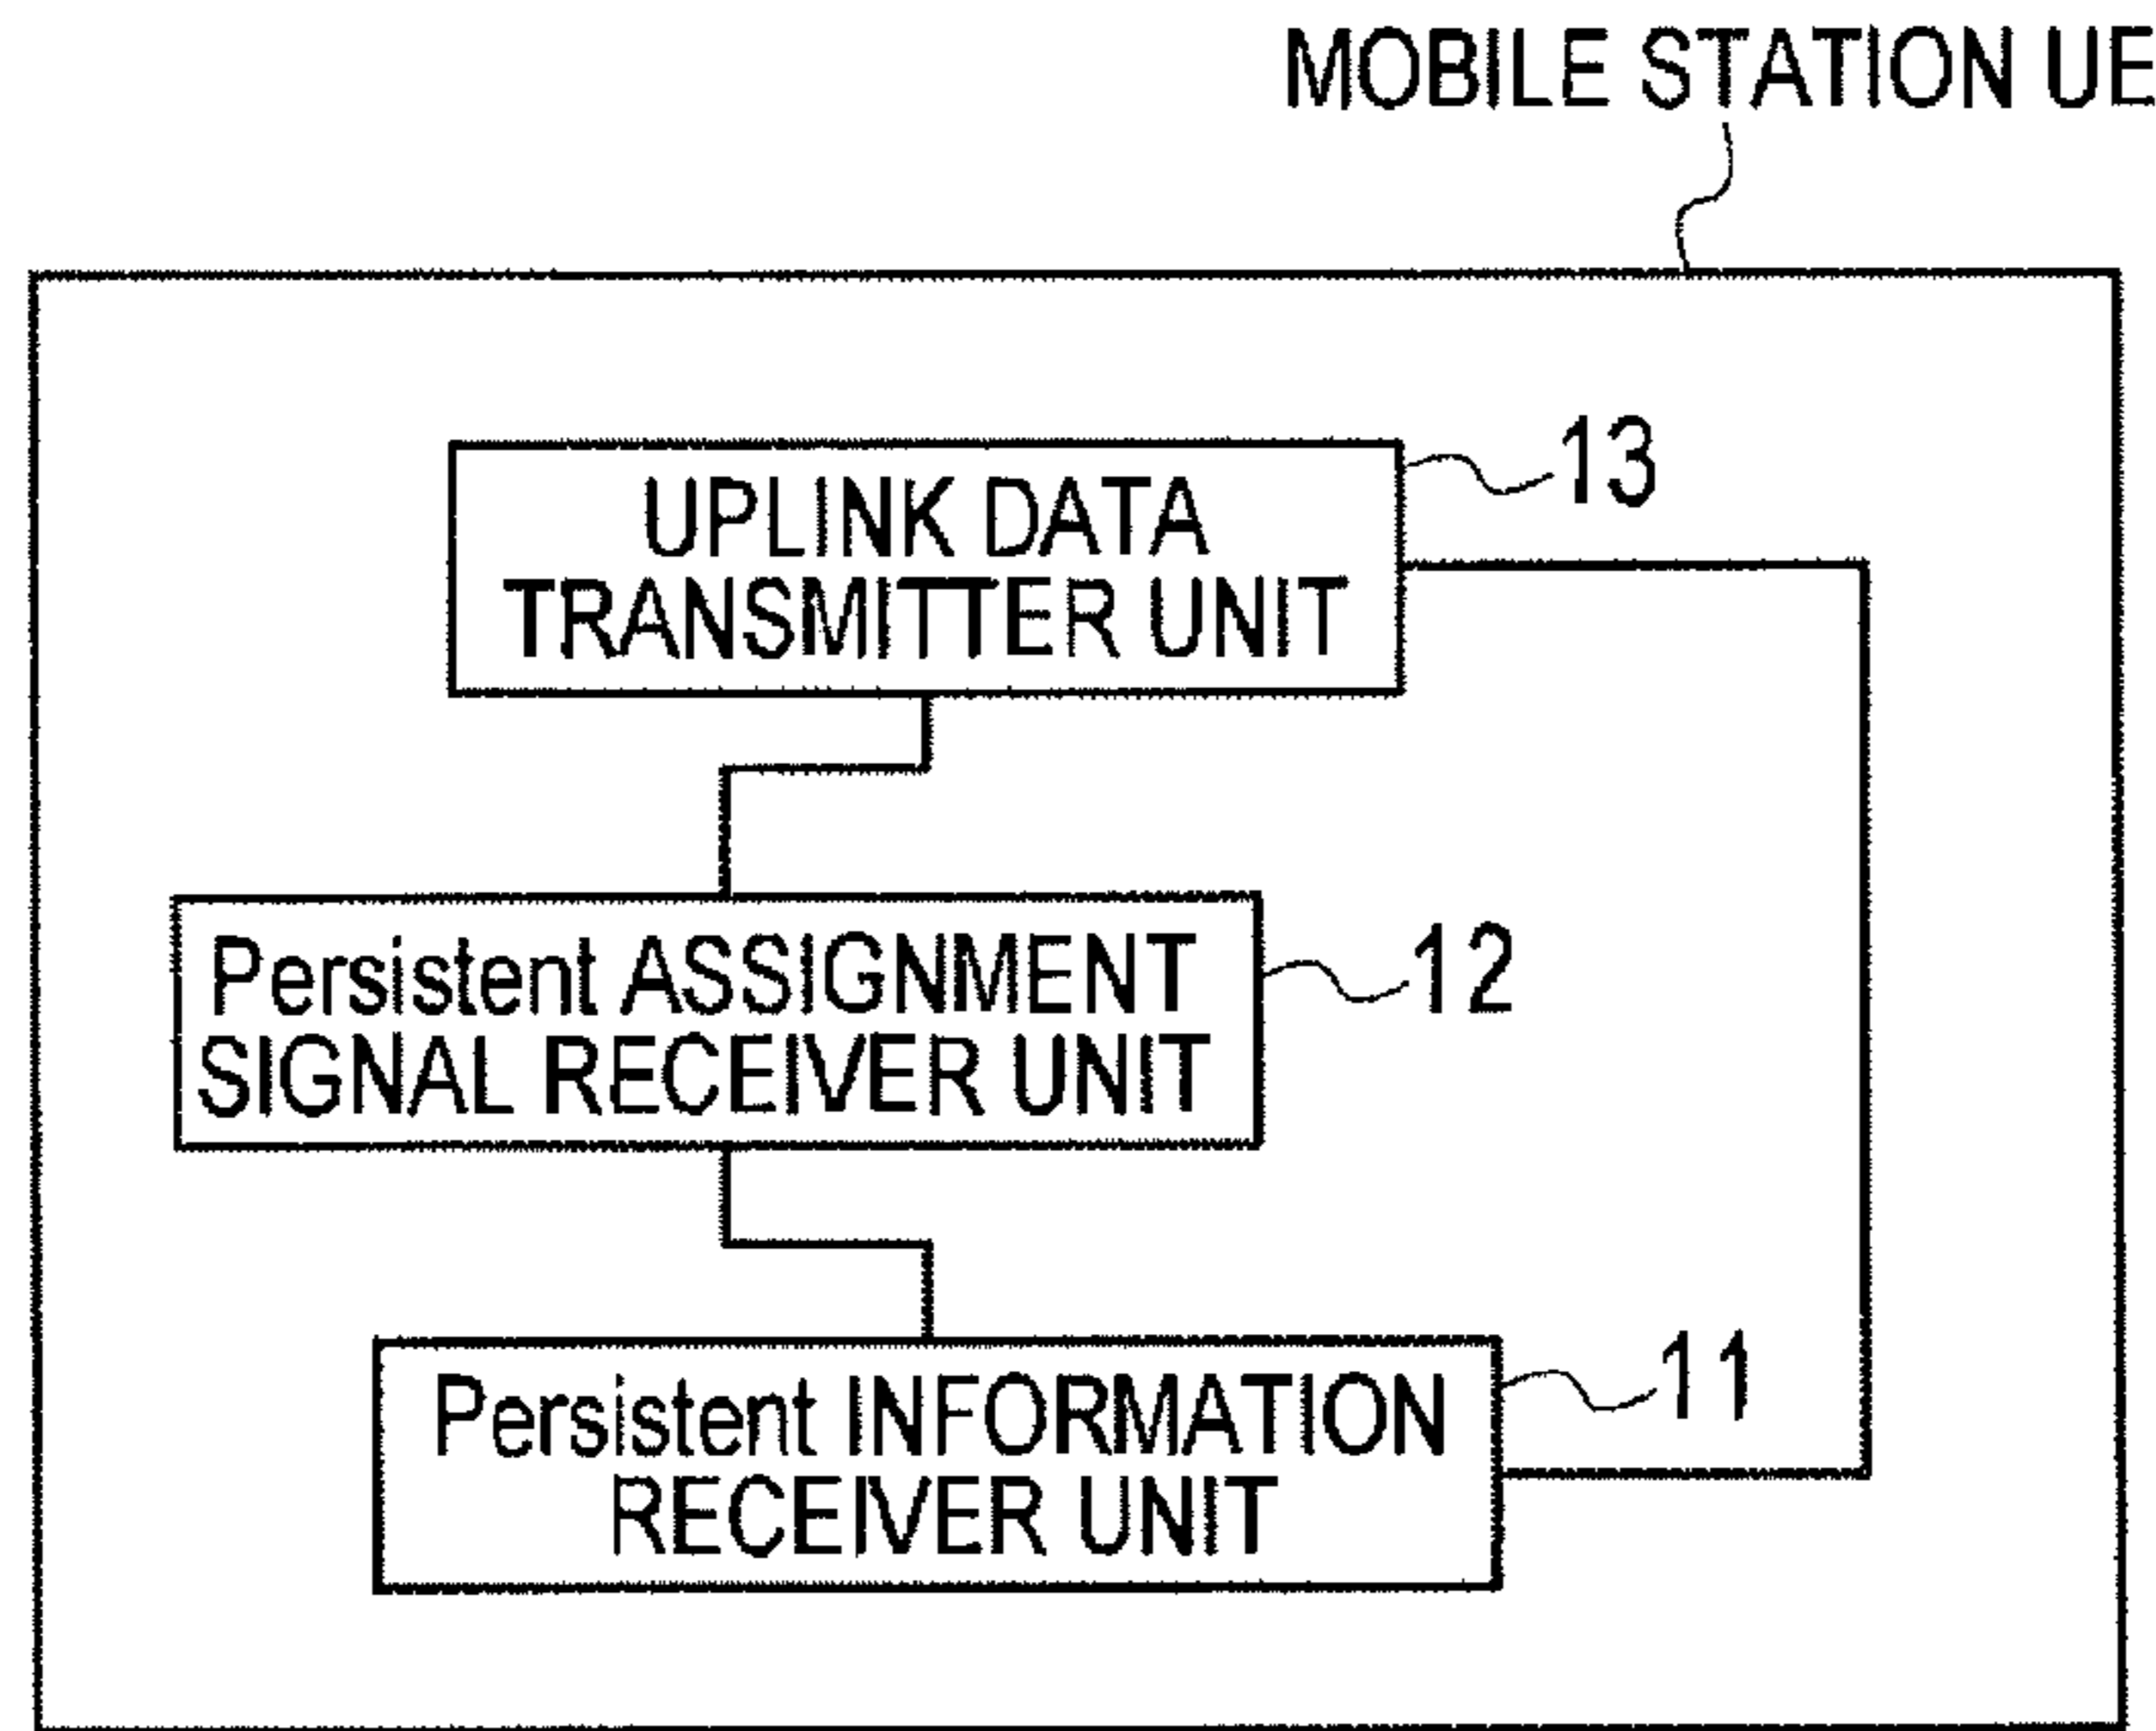 MOBILE STATION UE
UPLINK DATA
TRANSMITTER UNIT
13
Persistent ASSIGNMENT
SIGNAL RECEIVER UNIT
12
Persistent INFORMATION
RECEIVER UNIT
11